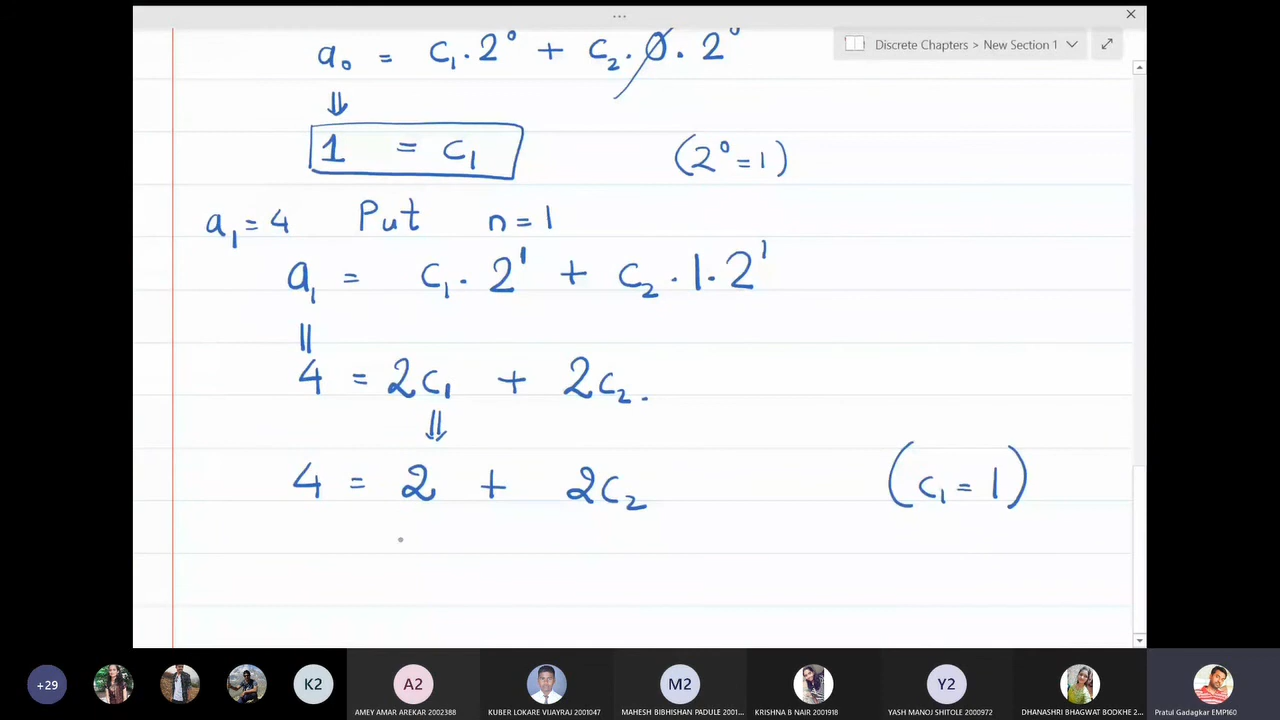 Discrete Chapters > New Section 1
a₀ = c₁ · 2⁰ + c₂ · 0 · 2⁰
⇓
1 = c₁ (2⁰ = 1)
a₁ = 4 Put n = 1
a₁ = c₁ · 2¹ + c₂ · 1 · 2¹
||
4 = 2c₁ + 2c₂.
⇓
4 = 2 + 2c₂ (c₁ = 1)
+29 K2 A2 M2 Y2
AMEY AMAR AREKAR 2002388 KUBER LOKARE VIJAYRAJ 2001047 MAHESH BIBHISHAN PADULE 2001... KRISHNA B NAIR 2001918 YASH MANOJ SHITOLE 2000972 DHANASHRI BHAGWAT BODKHE 2... Pratul Gadagkar EMP160